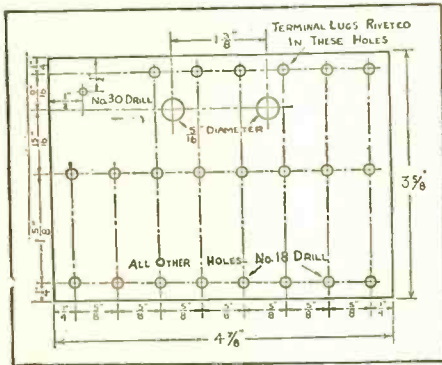 TERMINAL LUGS RIVETED
IN THESE HOLES
1 3/8"
No. 30 DRILL
5/16" DIAMETER
3 5/8"
ALL OTHER HOLES No. 18 DRILL
1/4 5/8" 5/8" 5/8" 5/8" 5/8" 5/8" 5/8" 1/4"
4 7/8"